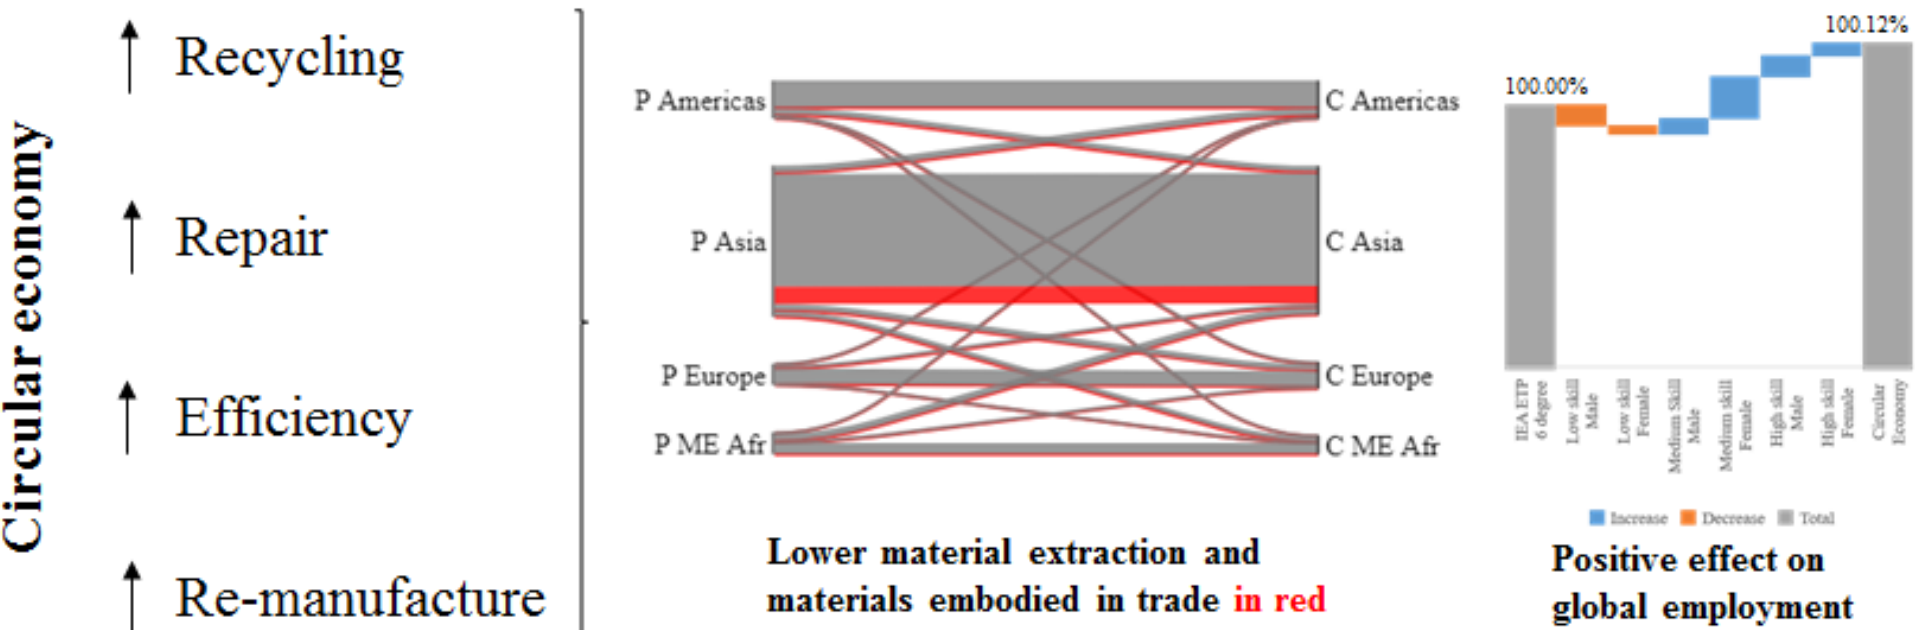 Circular economy
Recycling
Repair
Efficiency
Re-manufacture
P Americas
P Asia
P Europe
P ME Afr
C Americas
C Asia
C Europe
C ME Afr
Lower material extraction and
materials embodied in trade in red
100.00%
100.12%
IEA ETP
6 degree
Low skill
Male
Low skill
Female
Medium Skill
Male
Medium skill
Female
High skill
Male
High skill
Female
Circular
Economy
Increase Decrease Total
Positive effect on
global employment